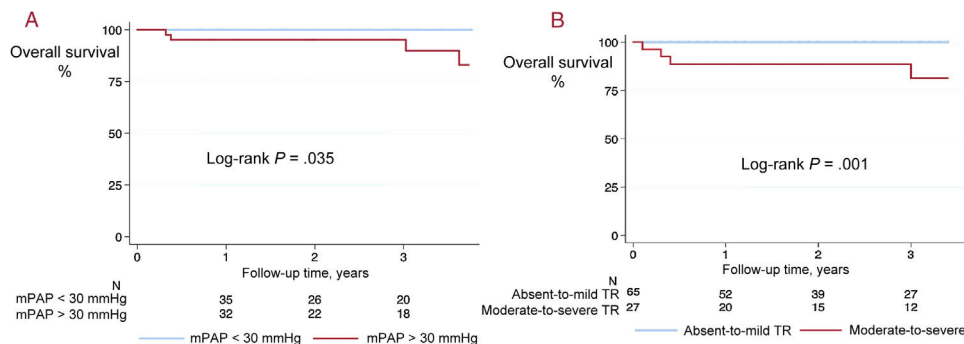 A
Overall survival
%
100
75
50
25
0
Log-rank P = .035
0 1 2 3
Follow-up time, years
N
mPAP < 30 mmHg 35 26 20
mPAP > 30 mmHg 32 22 18
mPAP < 30 mmHg mPAP > 30 mmHg
B
Overall survival
%
100
75
50
25
0
Log-rank P = .001
0 1 2 3
Follow-up time, years
N
Absent-to-mild TR 65 52 39 27
Moderate-to-severe TR 27 20 15 12
Absent-to-mild TR Moderate-to-severe